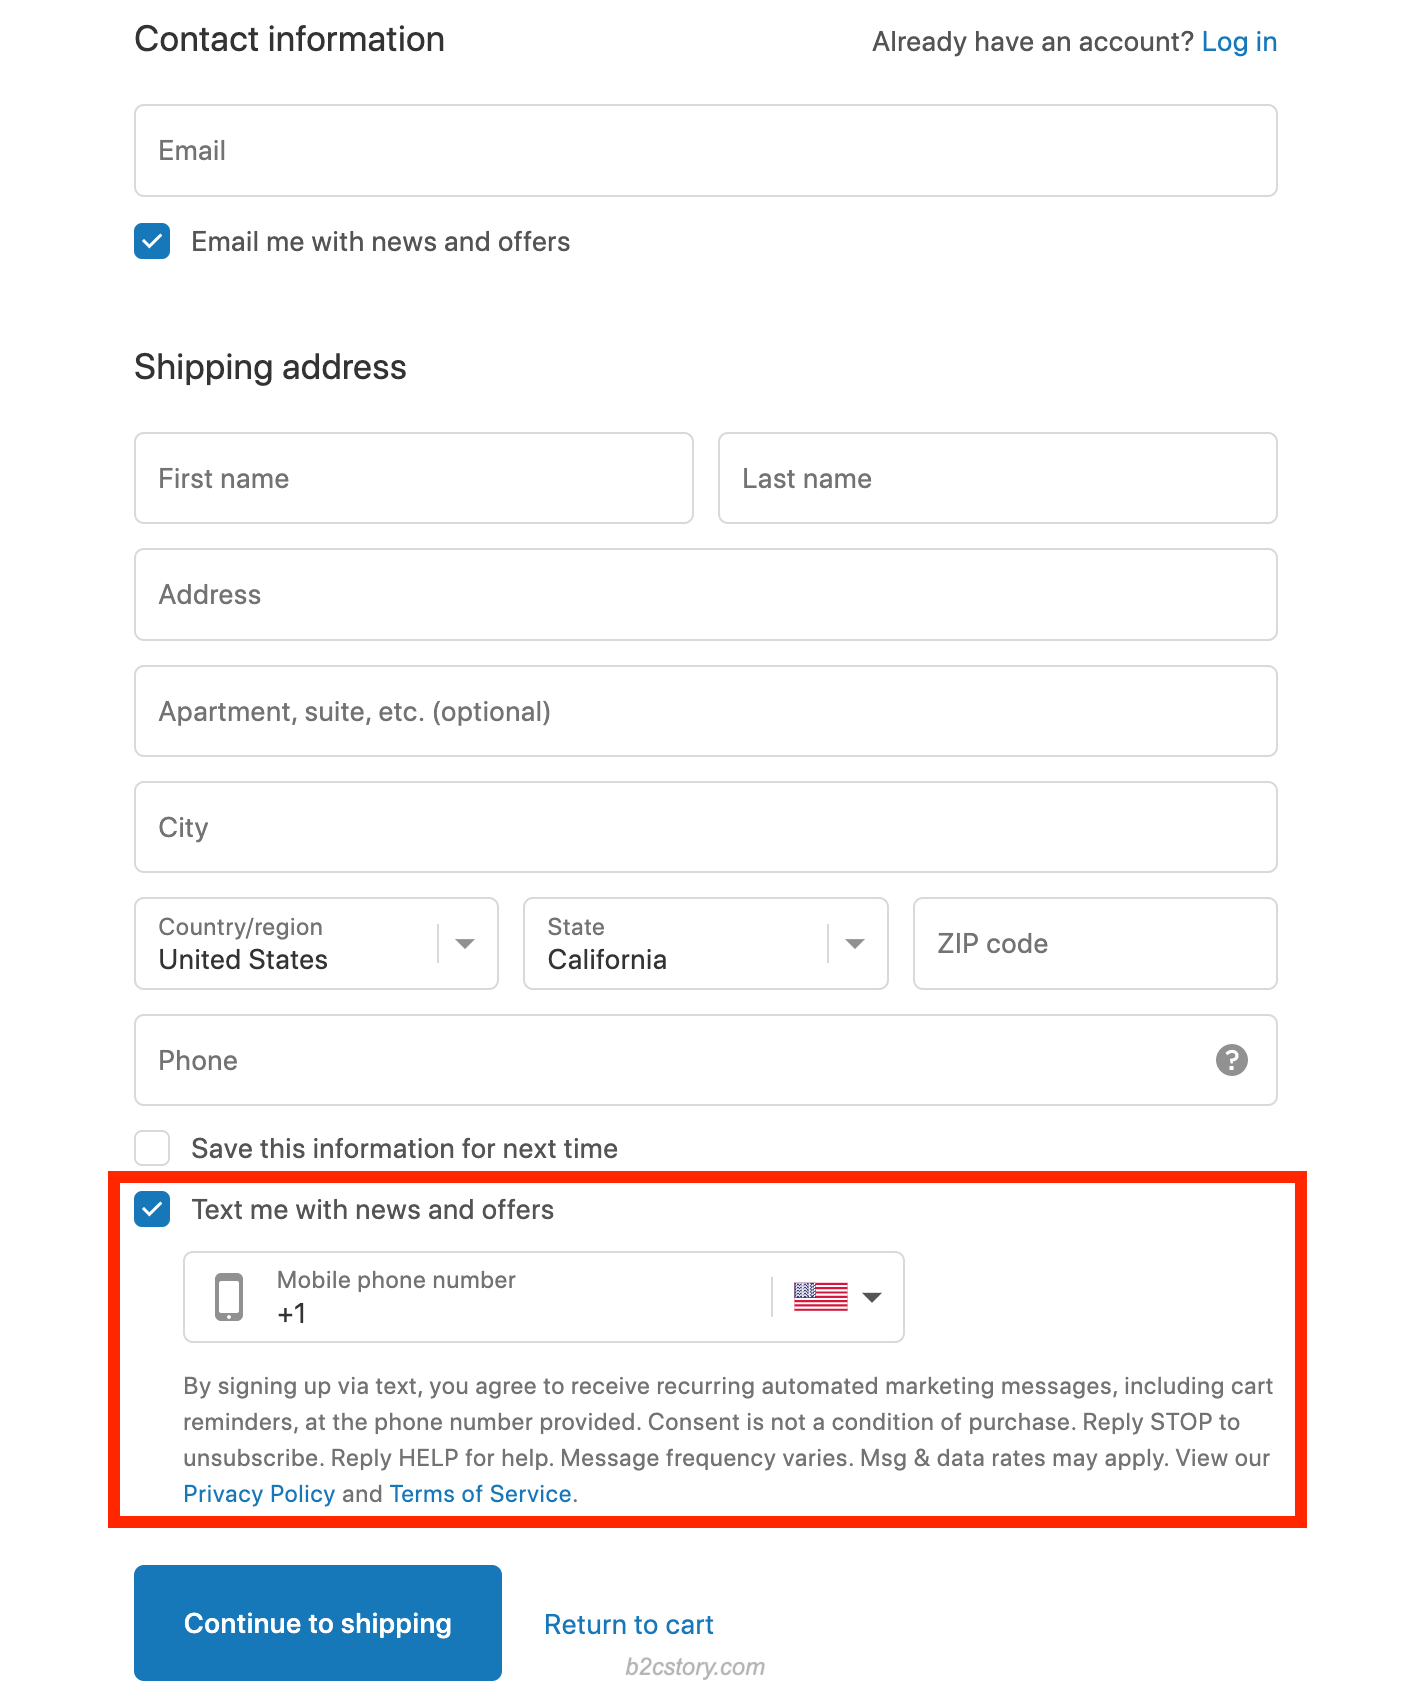 Contact information
Already have an account? Log in
Email
Email me with news and offers
Shipping address
First name
Last name
Address
Apartment, suite, etc. (optional)
City
Country/region
United States
State
California
ZIP code
Phone
?
Save this information for next time
Text me with news and offers
Mobile phone number
+1
By signing up via text, you agree to receive recurring automated marketing messages, including cart
reminders, at the phone number provided. Consent is not a condition of purchase. Reply STOP to
unsubscribe. Reply HELP for help. Message frequency varies. Msg & data rates may apply. View our
Privacy Policy and Terms of Service.
Continue to shipping
Return to cart
b2cstory.com